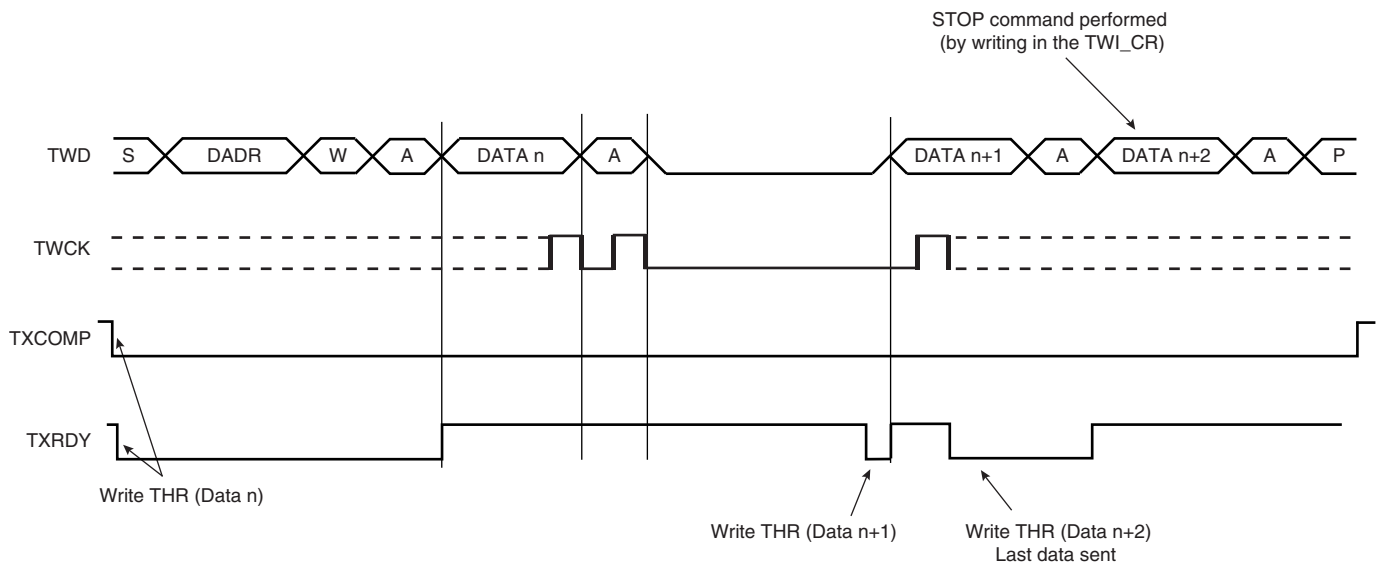 STOP command performed
(by writing in the TWI_CR)
TWD S DADR W A DATA n A DATA n+1 A DATA n+2 A P
TWCK
TXCOMP
TXRDY
Write THR (Data n)
Write THR (Data n+1)
Write THR (Data n+2)
Last data sent